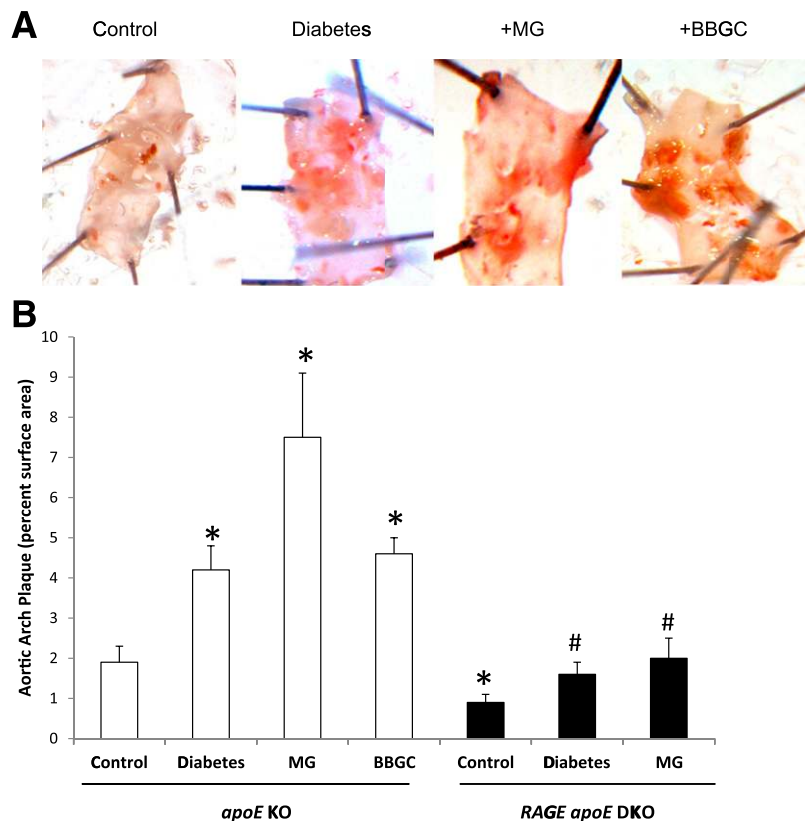 A
Control Diabetes +MG +BBGC
B
10
9
8
7
6
5
4
3
2
1
0
Aortic Arch Plaque (percent surface area)
* * * * # #
Control Diabetes MG BBGC Control Diabetes MG
apoE KO RAGE apoE DKO